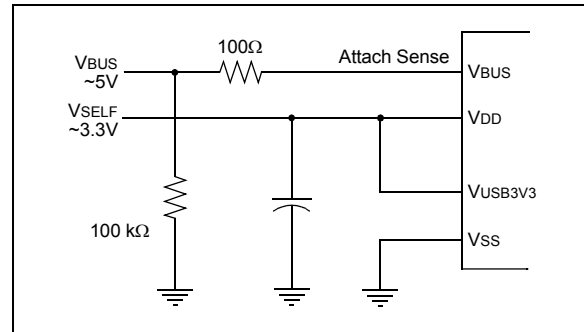 100Ω
Attach Sense
VBUS
~5V
VBUS
VSELF
~3.3V
VDD
100 kΩ
VUSB3V3
VSS